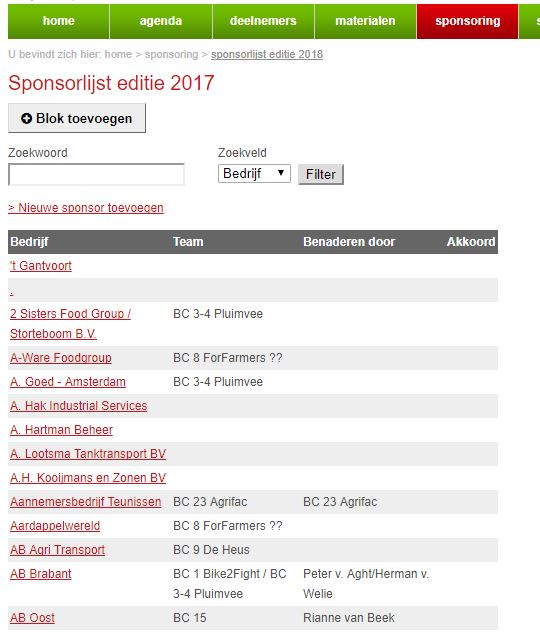 home agenda deelnemers materialen sponsoring s
U bevindt zich hier: home > sponsoring > sponsorlijst editie 2018
Sponsorlijst editie 2017
Blok toevoegen
Zoekwoord Zoekveld
Bedrijf Filter
> Nieuwe sponsor toevoegen
Bedrijf Team Benaderen door Akkoord
't Gantvoort
.
2 Sisters Food Group / BC 3-4 Pluimvee
Storteboom B.V.
A-Ware Foodgroup BC 8 ForFarmers ??
A. Goed - Amsterdam BC 3-4 Pluimvee
A. Hak Industrial Services
A. Hartman Beheer
A. Lootsma Tanktransport BV
A.H. Kooijmans en Zonen BV
Aannemersbedrijf Teunissen BC 23 Agrifac BC 23 Agrifac
Aardappelwereld BC 8 ForFarmers ??
AB Agri Transport BC 9 De Heus
AB Brabant BC 1 Bike2Fight / BC Peter v. Aght/Herman v.
3-4 Pluimvee Welie
AB Oost BC 15 Rianne van Beek